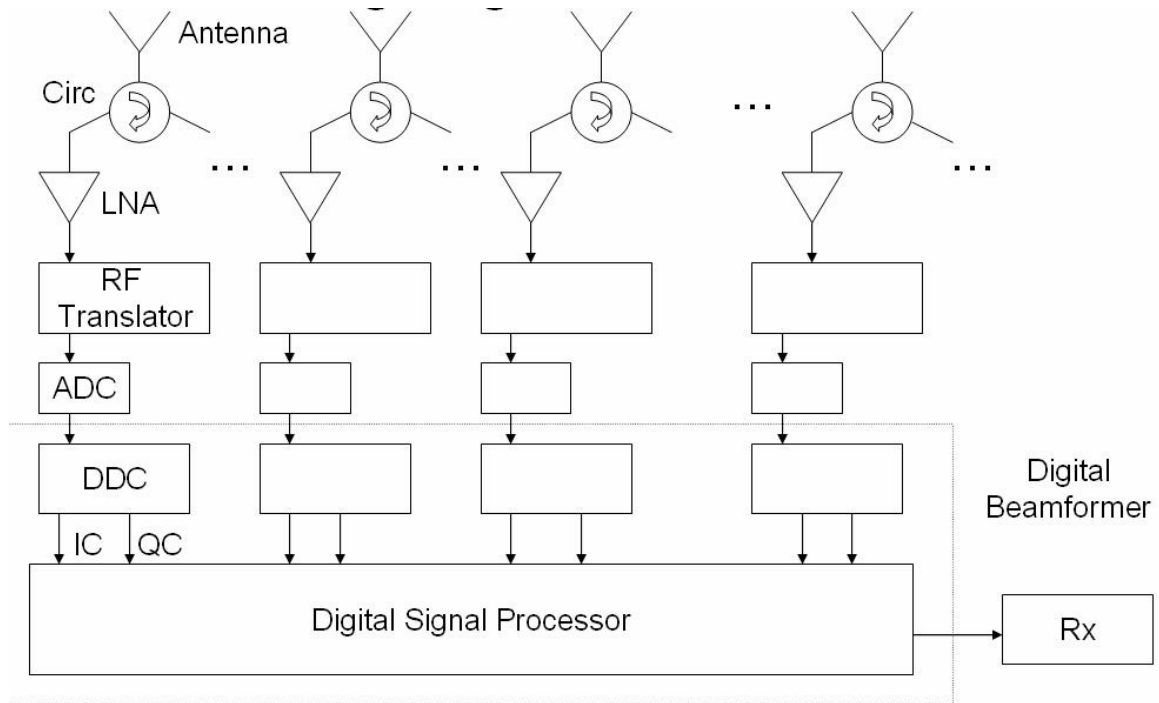 Antenna
Circ
...
...
...
...
LNA
RF
Translator
ADC
DDC
Digital
Beamformer
IC QC
Digital Signal Processor
Rx